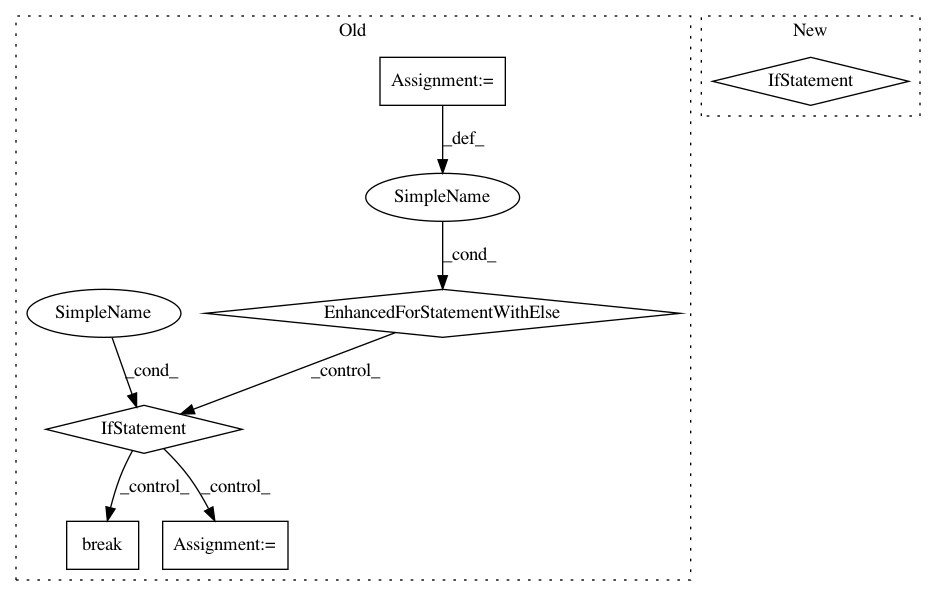 Old
New
Assignment:=
IfStatement
_def_
SimpleName
_cond_
SimpleName
EnhancedForStatementWithElse
_cond_
_control_
IfStatement
_control_
_control_
break
Assignment:=